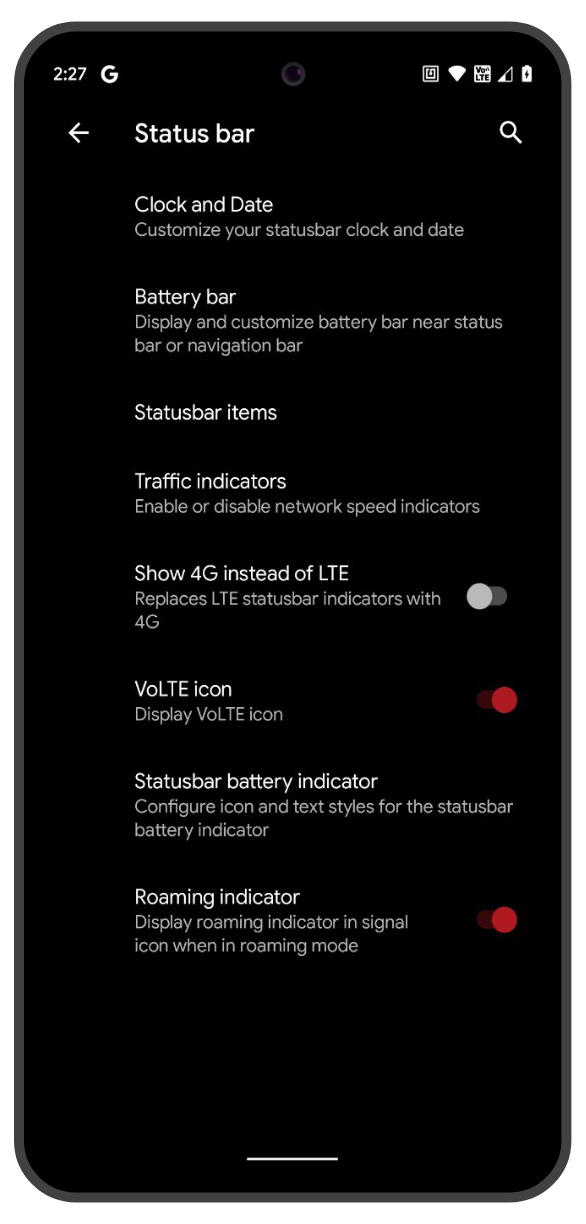 2:27 G
Vo LTE
Status bar
Clock and Date
Customize your statusbar clock and date
Battery bar
Display and customize battery bar near status
bar or navigation bar
Statusbar items
Traffic indicators
Enable or disable network speed indicators
Show 4G instead of LTE
Replaces LTE statusbar indicators with
4G
VoLTE icon
Display VoLTE icon
Statusbar battery indicator
Configure icon and text styles for the statusbar
battery indicator
Roaming indicator
Display roaming indicator in signal
icon when in roaming mode